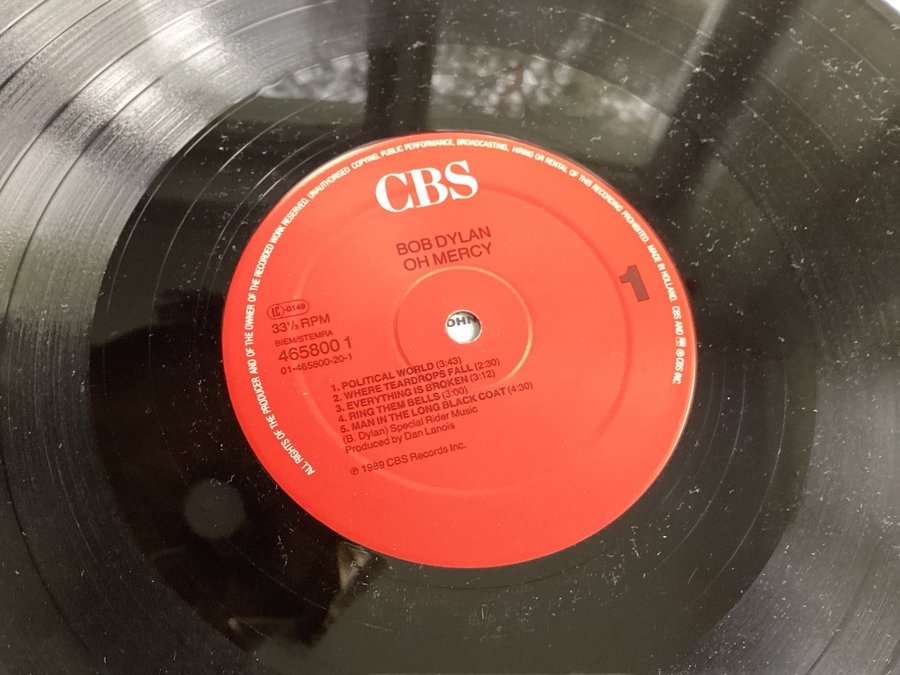 ALL RIGHTS OF THE PRODUCER AND OF THE OWNER OF THE RECORDED WORK RESERVED. UNAUTHORISED COPYING, PUBLIC PERFORMANCE, BROADCASTING, HIRING OR RENTAL OF THIS RECORDING PROHIBITED. MADE IN HOLLAND. CBS AND ℗ CBS INC.
CBS
BOB DYLAN
OH MERCY
1
LC-0149
33⅓ RPM
BIEM/STEMRA
465800 1
01-465800-20-1
OHN
1. POLITICAL WORLD (3:43)
2. WHERE TEARDROPS FALL (2:30)
3. EVERYTHING IS BROKEN (3:12)
4. RING THEM BELLS (3:00)
5. MAN IN THE LONG BLACK COAT (4:30)
(B. Dylan) Special Rider Music
Produced by Dan Lanois
℗ 1989 CBS Records Inc.